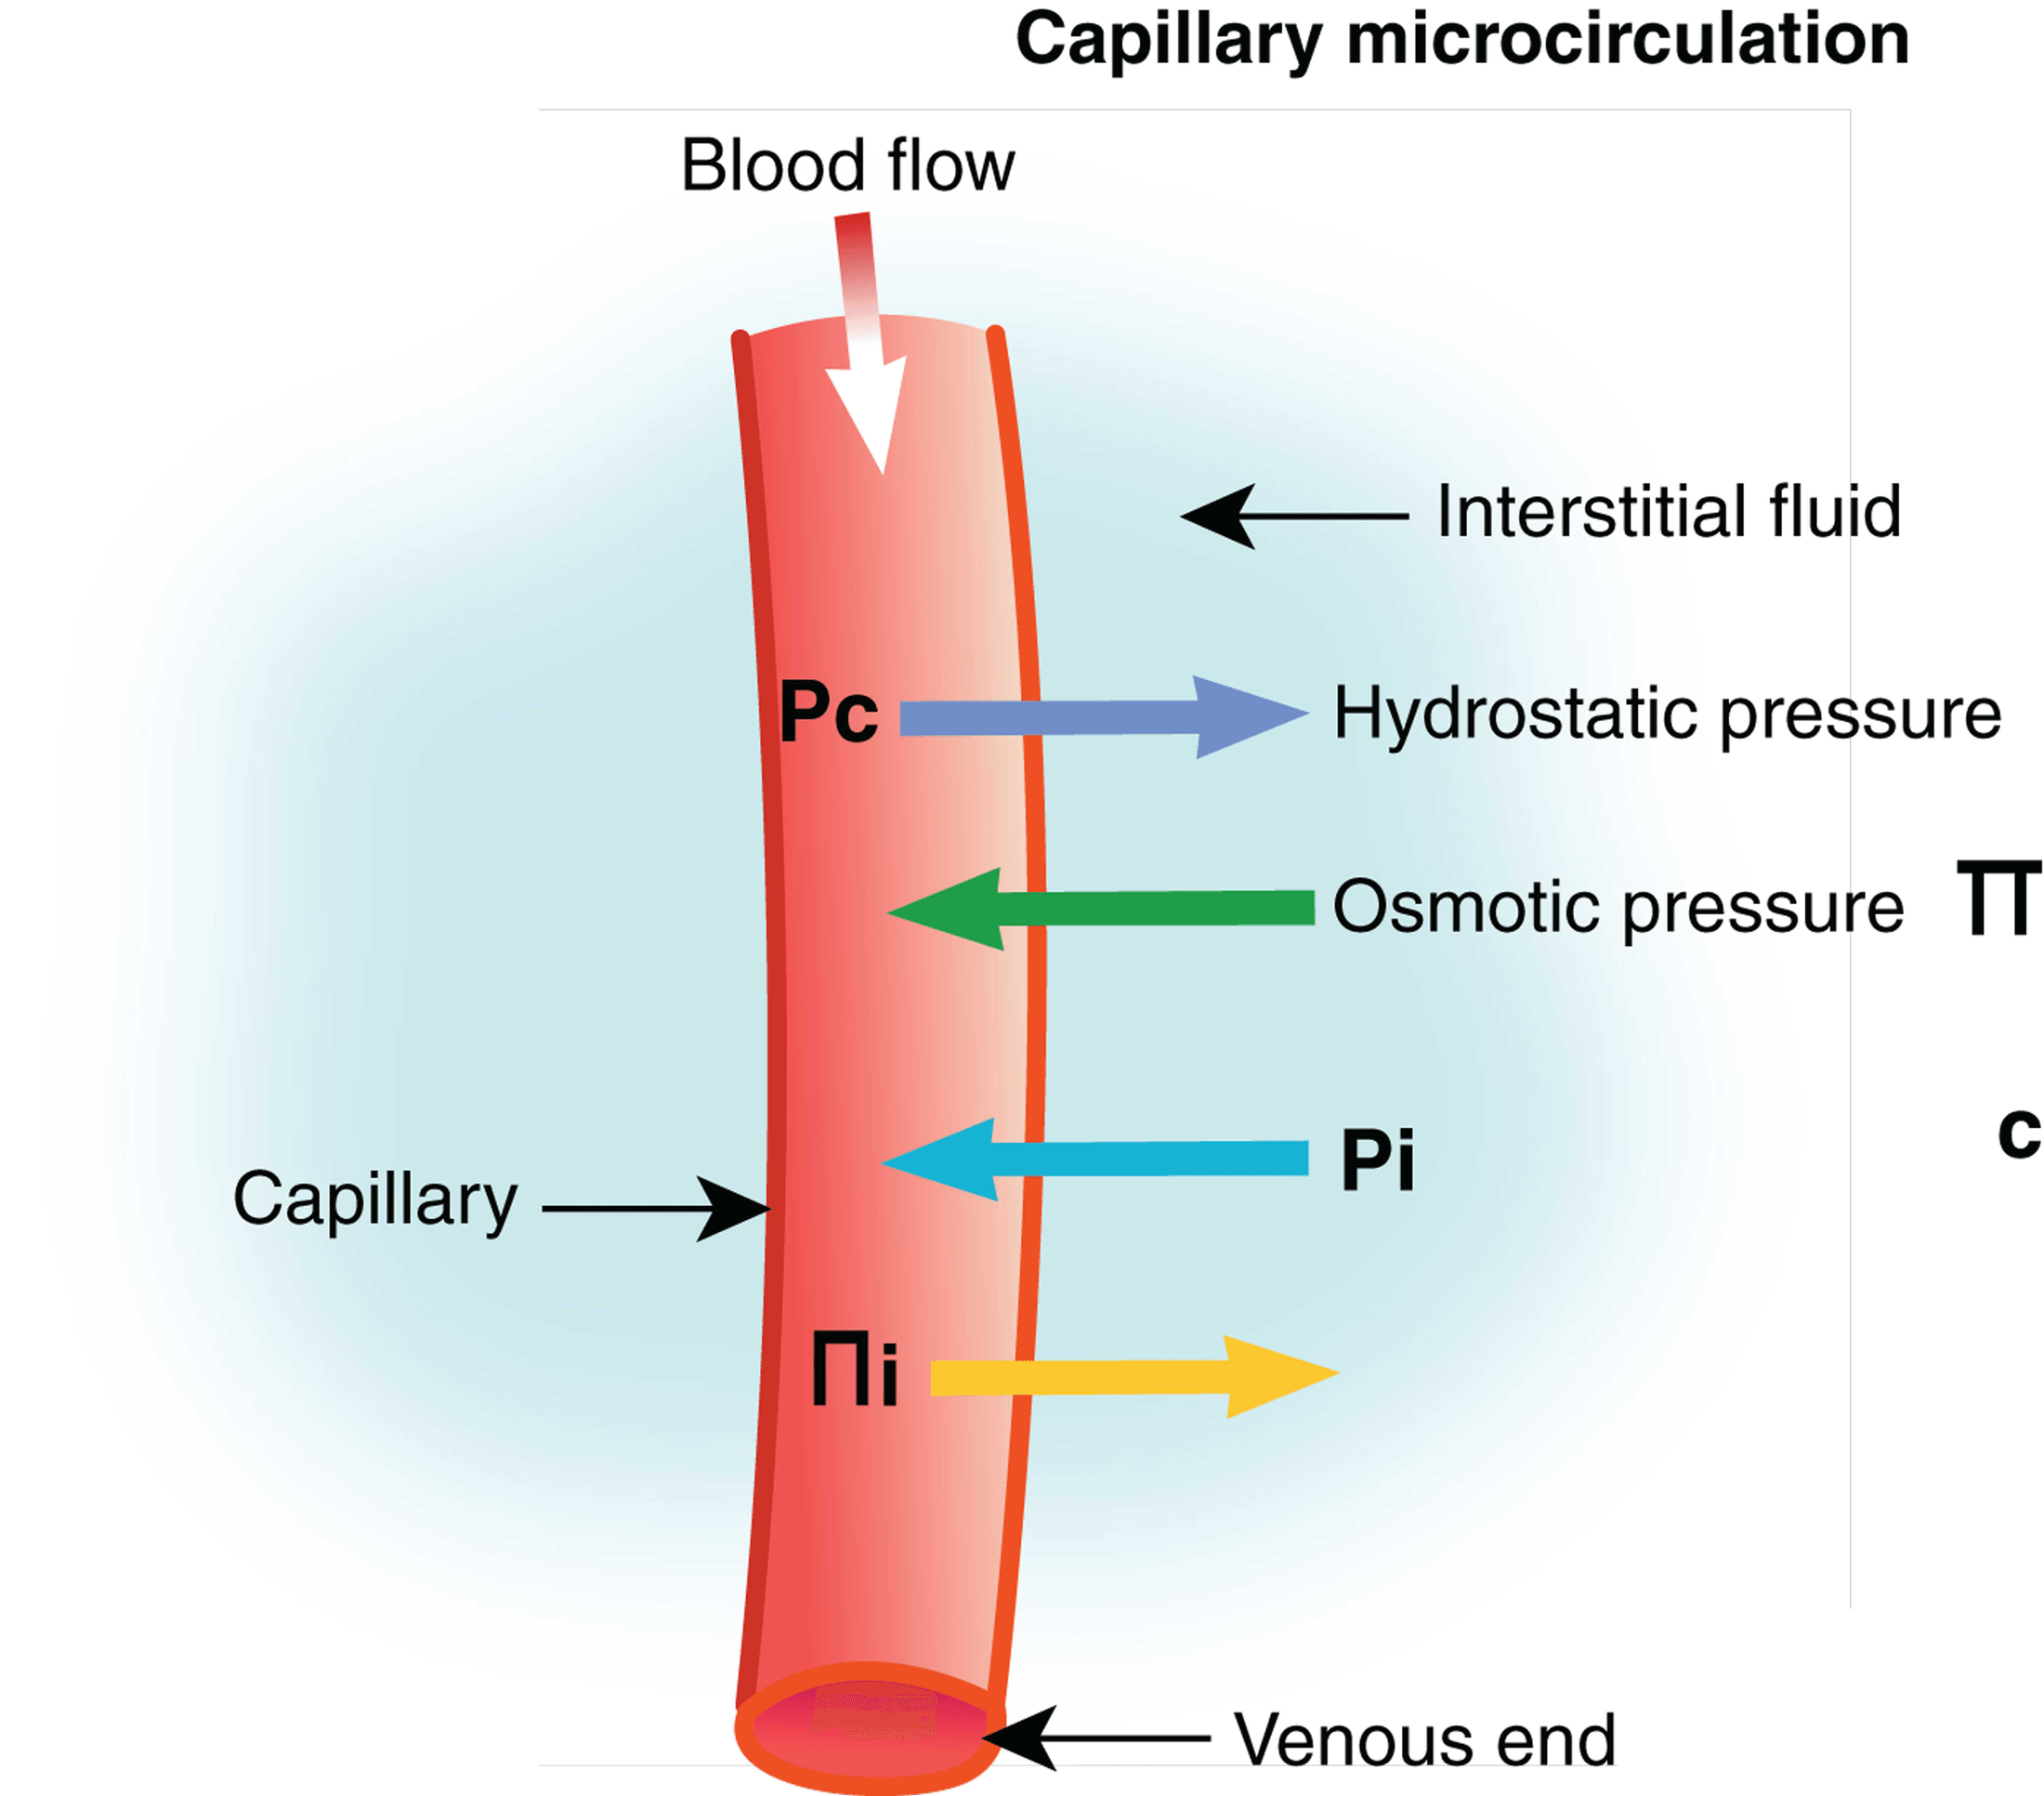 Capillary microcirculation
Blood flow
Interstitial fluid
Pc
Hydrostatic pressure
Osmotic pressure Π
c
Pi
Capillary
Πi
Venous end